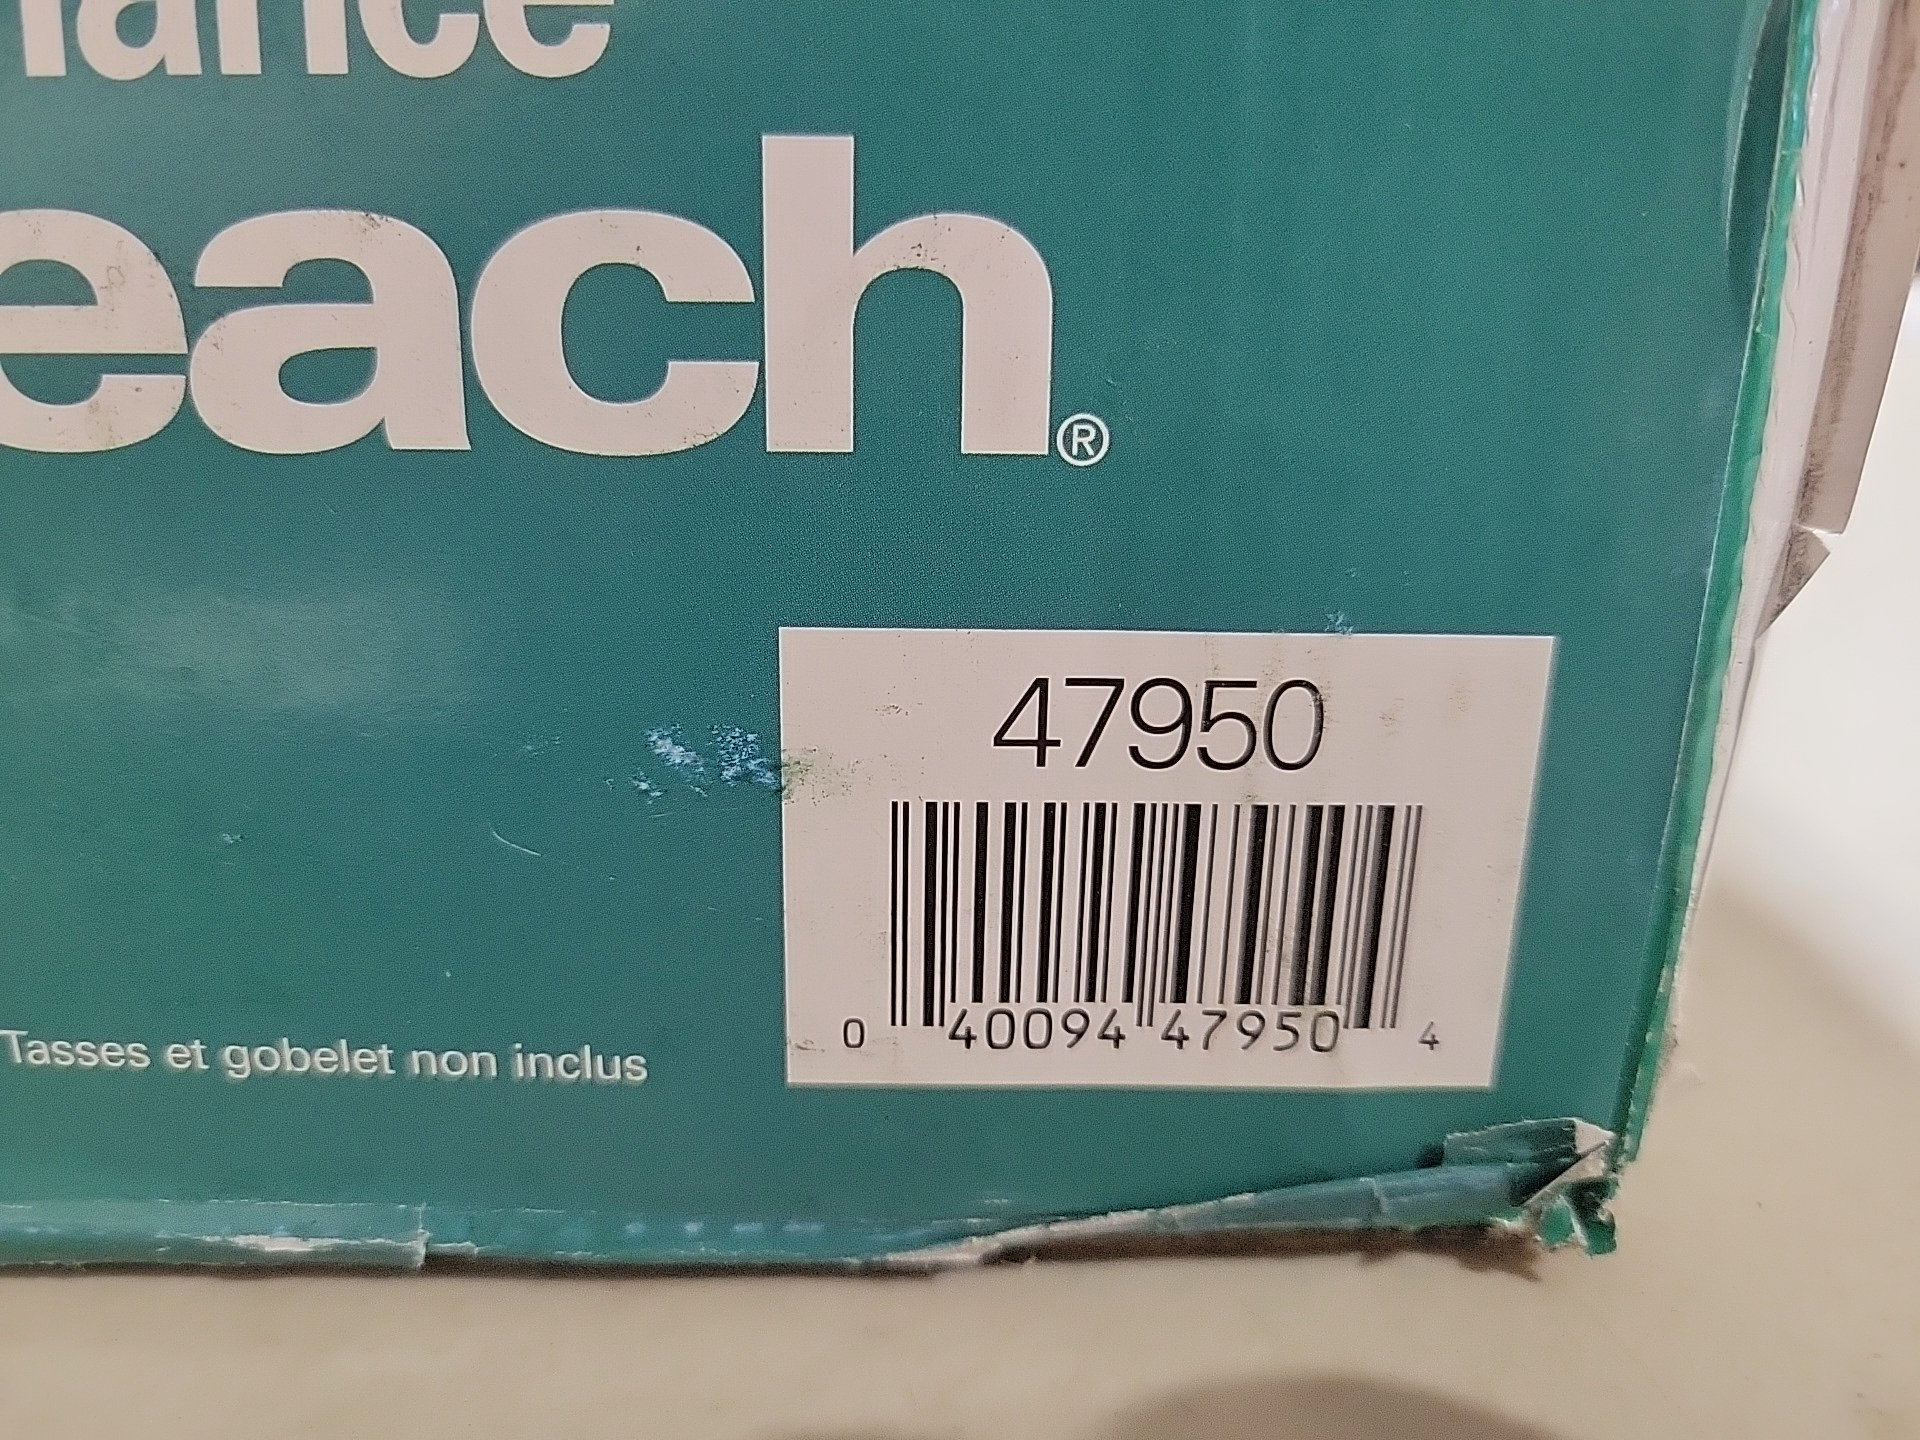 each®
47950
0 40094 47950 4
Tasses et gobelet non inclus